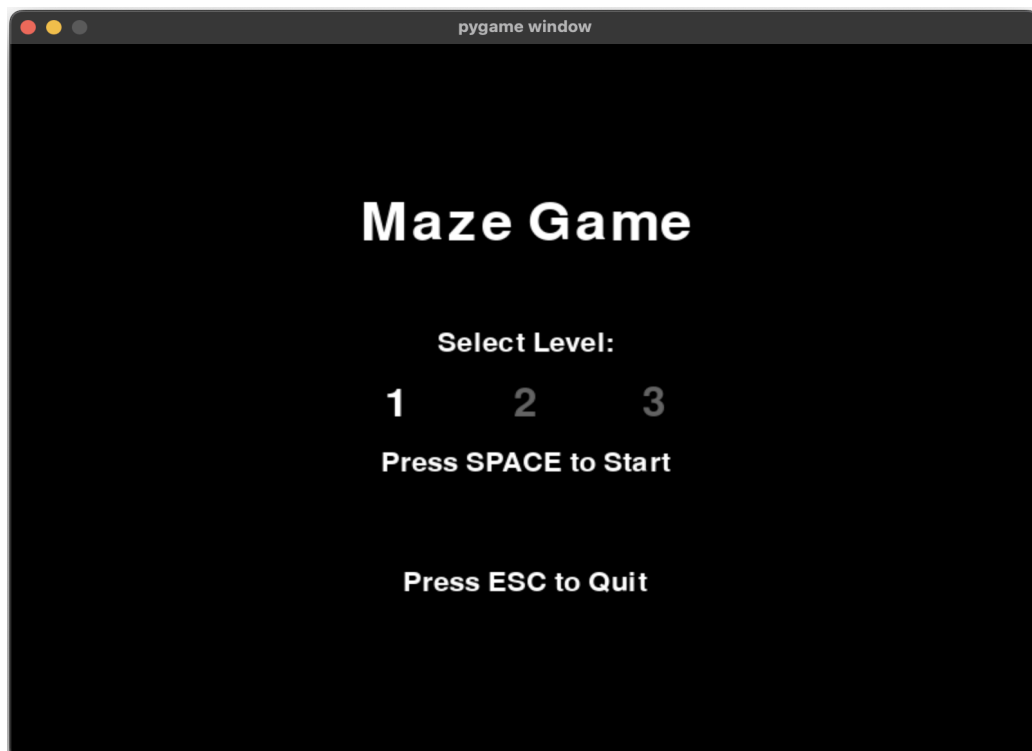 pygame window
Maze Game
Select Level:
1 2 3
Press SPACE to Start
Press ESC to Quit